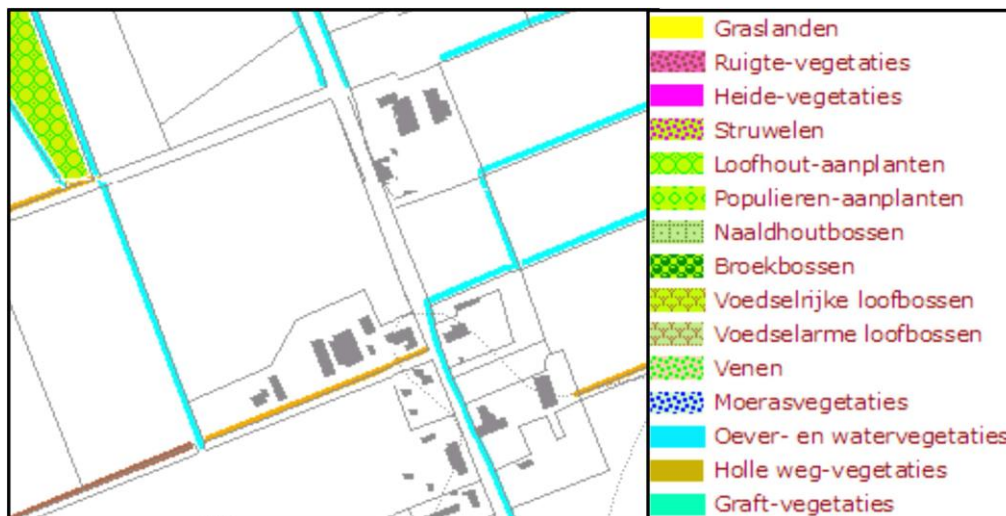 Graslanden
Ruigte-vegetaties
Heide-vegetaties
Struwelen
Loofhout-aanplanten
Populieren-aanplanten
Naaldhoutbossen
Broekbossen
Voedselrijke loofbossen
Voedselarme loofbossen
Venen
Moerasvegetaties
Oever- en watervegetaties
Holle weg-vegetaties
Graft-vegetaties